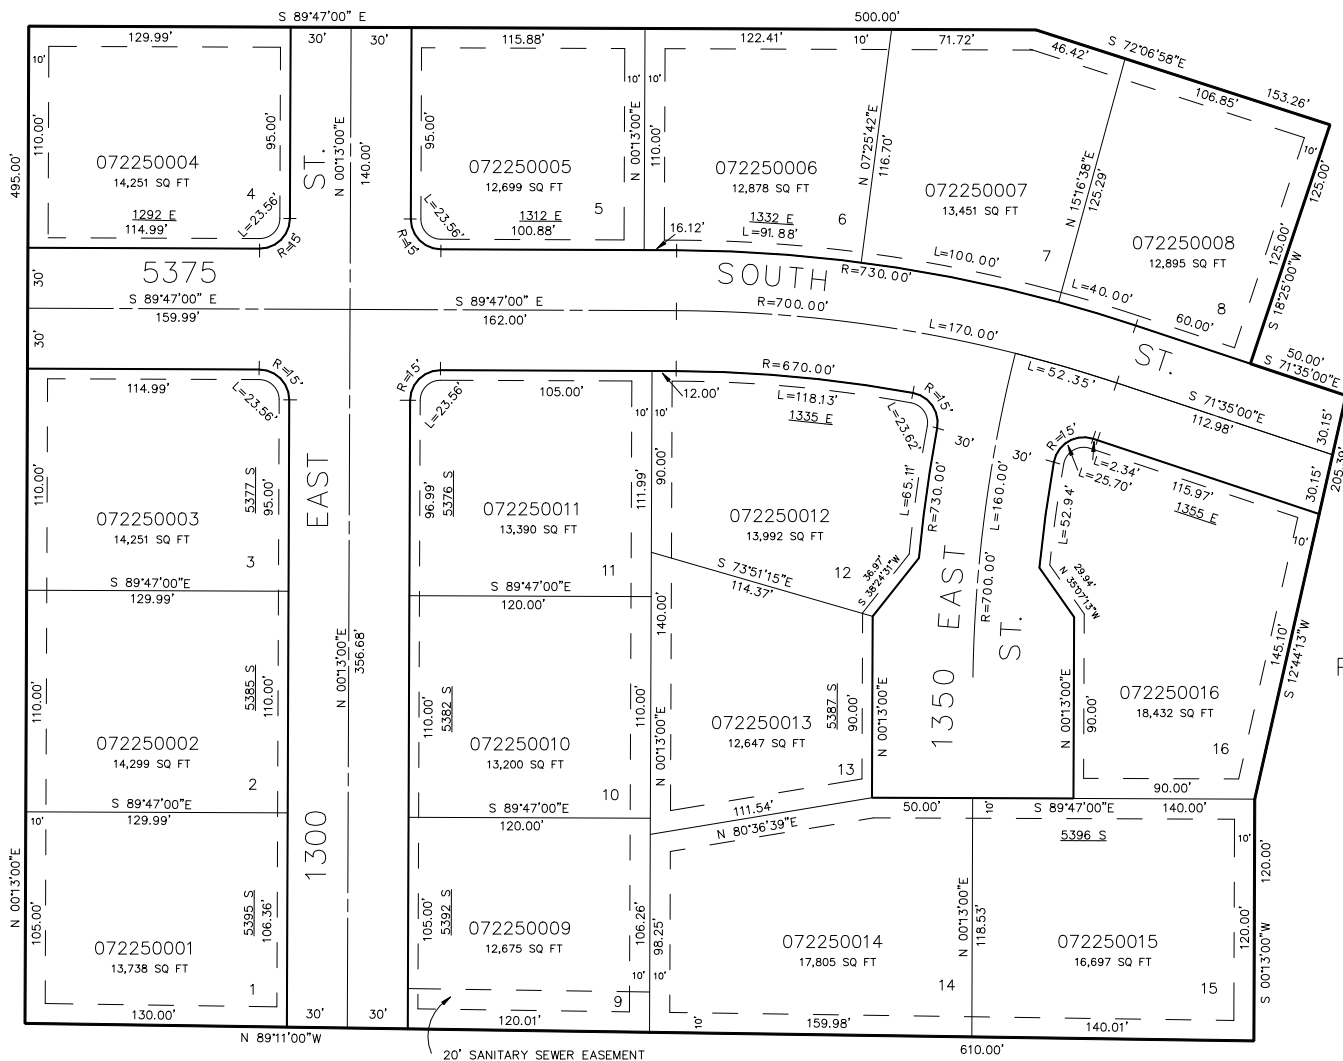 S 89°47'00" E
500.00'
129.99'
30'
30'
115.88'
122.41'
10'
71.72'
46.42'
S 72°06'58"E
153.26'
106.85'
10'
10'
10'
10'
495.00'
110.00'
072250004
14,251 SQ FT
4
1292 E
114.99'
95.00'
L=23.56'
R=15'
ST.
N 00°13'00"E
140.00'
95.00'
072250005
12,699 SQ FT
5
1312 E
100.88'
L=23.56'
R=15'
N 00°13'00"E
110.00'
072250006
12,878 SQ FT
6
1332 E
L=91.88'
16.12'
N 07°25'42"E
116.70'
072250007
13,451 SQ FT
7
L=100.00'
N 15°16'38"E
125.29'
072250008
12,895 SQ FT
8
L=40.00'
60.00'
125.00'
125.00'
S 18°25'00"W
30'
5375
SOUTH
R=730.00'
S 89°47'00" E
159.99'
S 89°47'00" E
162.00'
R=700.00'
L=170.00'
ST.
50.00'
S 71°35'00"E
30'
L=52.35'
S 71°35'00"E
112.98'
30.15'
30.15'
205.39'
114.99'
L=23.56'
R=15'
110.00'
072250003
14,251 SQ FT
3
5377 S
95.00'
S 89°47'00"E
129.99'
EAST
R=15'
L=23.56'
105.00'
96.99'
5376 S
072250011
13,390 SQ FT
11
111.99'
S 89°47'00"E
120.00'
R=670.00'
L=118.13'
1335 E
12.00'
10'
10'
90.00'
072250012
13,992 SQ FT
12
R=15'
L=23.62'
L=65.11'
R=730.00'
36.97'
S 38°24'31"W
S 73°51'15"E
114.37'
30'
30'
L=160.00'
R=700.00'
R=15'
L=2.34'
L=25.70'
115.97'
1355 E
10'
L=52.94'
29.94'
N 35°07'13"W
110.00'
072250002
14,299 SQ FT
2
5385 S
110.00'
S 89°47'00"E
129.99'
N 00°13'00"E
356.68'
110.00'
5382 S
072250010
13,200 SQ FT
10
110.00'
S 89°47'00"E
120.00'
140.00'
N 00°13'00"E
072250013
12,647 SQ FT
13
5387 S
90.00'
N 00°13'00"E
111.54'
N 80°36'39"E
1350 EAST
ST.
N 00°13'00"E
90.00'
072250016
18,432 SQ FT
16
90.00'
145.10'
S 12°44'13"W
50.00'
10'
S 89°47'00"E
140.00'
5396 S
10'
N 00°13'00"E
10'
105.00'
072250001
13,738 SQ FT
1
5395 S
106.36'
130.00'
1300
30'
30'
N 89°11'00"W
105.00'
5392 S
072250009
12,675 SQ FT
9
106.26'
120.01'
20' SANITARY SEWER EASEMENT
98.25'
10'
10'
10'
072250014
17,805 SQ FT
14
159.98'
N 00°13'00"E
118.53'
072250015
16,697 SQ FT
15
140.01'
120.00'
120.00'
S 00°13'00"W
610.00'